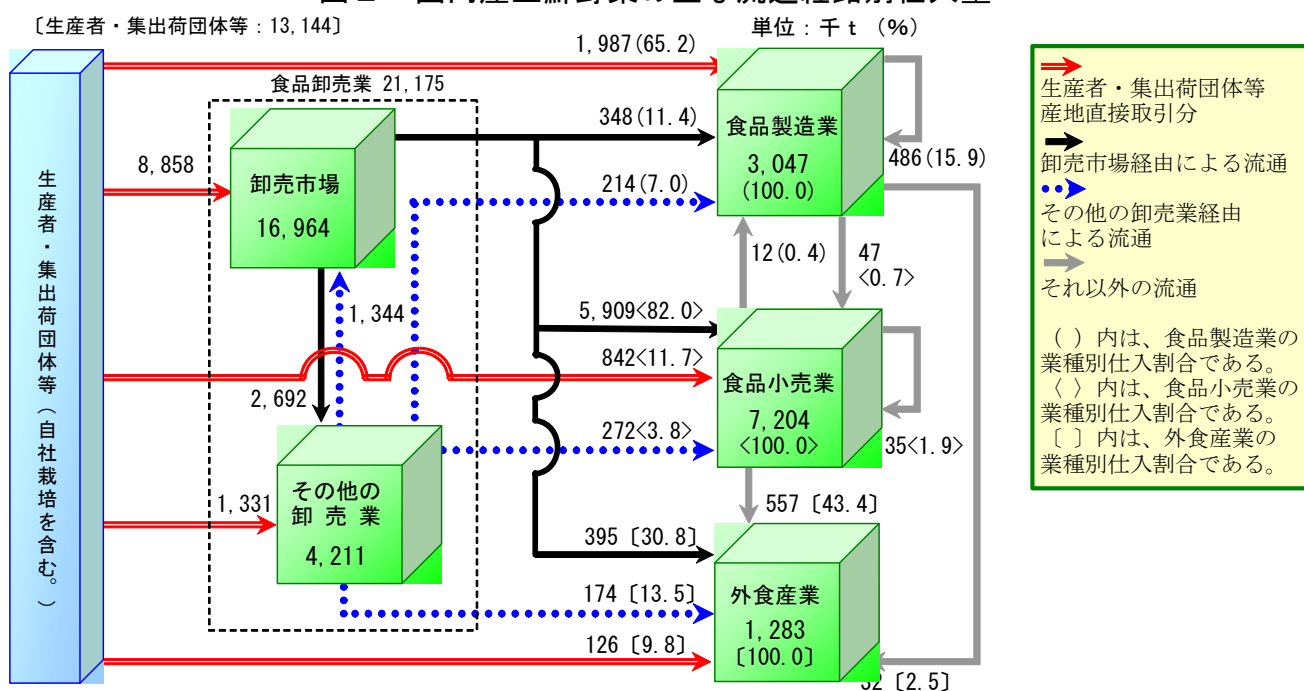 〔生産者・集出荷団体等：13,144〕
単位：千ｔ （%）
1,987(65.2)
食品卸売業 21,175
生産者・集出荷団体等（自社栽培を含む。）
8,858
卸売市場
16,964
348(11.4)
食品製造業
3,047
(100.0)
486(15.9)
214(7.0)
12(0.4)
47
<0.7>
1,344
5,909<82.0>
842<11.7>
食品小売業
7,204
<100.0>
2,692
272<3.8>
35<1.9>
その他の
卸 売 業
4,211
1,331
557〔43.4〕
395〔30.8〕
174〔13.5〕
外食産業
1,283
〔100.0〕
126〔9.8〕
32〔2.5〕
生産者・集出荷団体等
産地直接取引分
卸売市場経由による流通
その他の卸売業経由
による流通
それ以外の流通
（ ）内は、食品製造業の
業種別仕入割合である。
〈 〉内は、食品小売業の
業種別仕入割合である。
〔 〕内は、外食産業の
業種別仕入割合である。